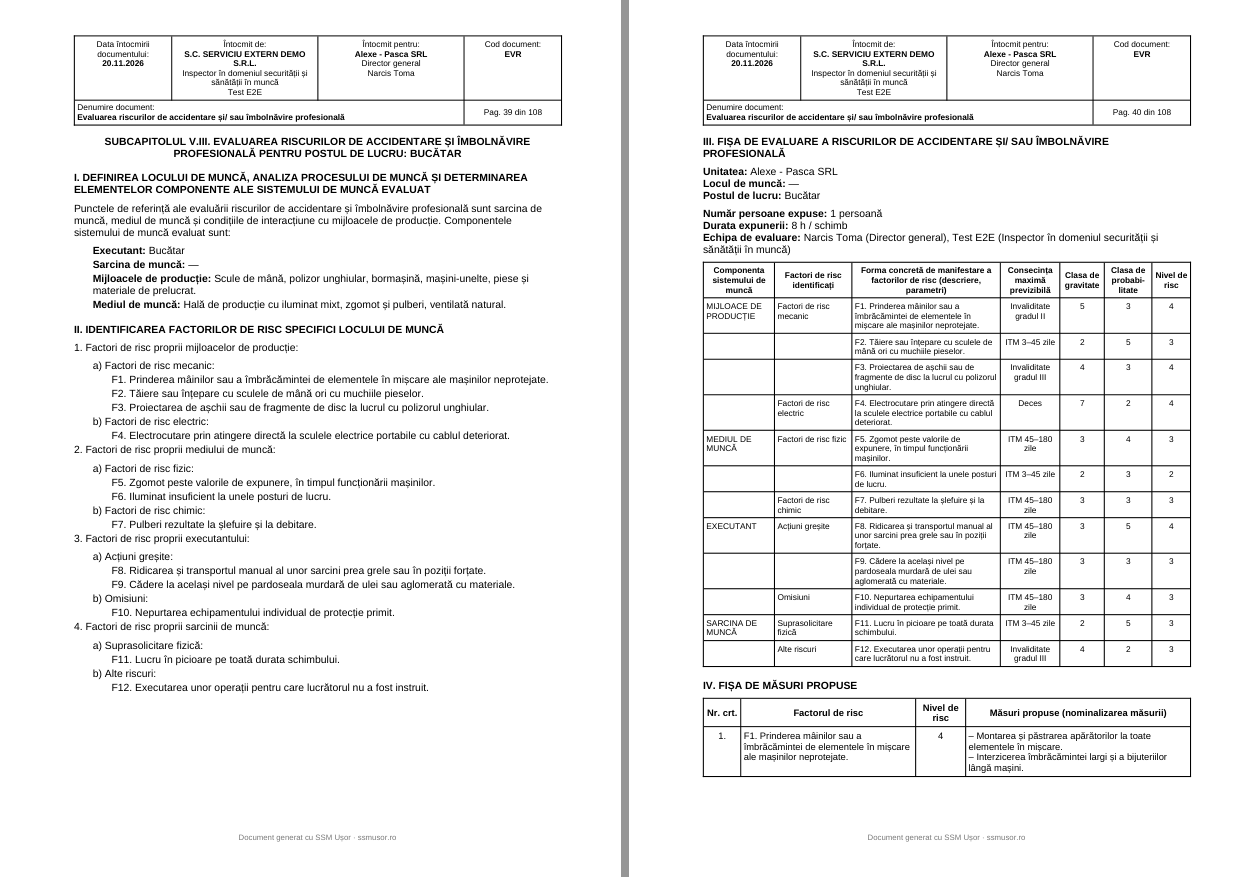 Data întocmirii
documentului:
20.11.2026
Întocmit de:
S.C. SERVICIU EXTERN DEMO
S.R.L.
Inspector în domeniul securității și
sănătății în muncă
Test E2E
Întocmit pentru:
Alexe - Pasca SRL
Director general
Narcis Toma
Cod document:
EVR
Denumire document:
Evaluarea riscurilor de accidentare și/ sau îmbolnăvire profesională
Pag. 39 din 108
SUBCAPITOLUL V.III. EVALUAREA RISCURILOR DE ACCIDENTARE ȘI ÎMBOLNĂVIRE
PROFESIONALĂ PENTRU POSTUL DE LUCRU: BUCĂTAR
I. DEFINIREA LOCULUI DE MUNCĂ, ANALIZA PROCESULUI DE MUNCĂ ȘI DETERMINAREA
ELEMENTELOR COMPONENTE ALE SISTEMULUI DE MUNCĂ EVALUAT
Punctele de referință ale evaluării riscurilor de accidentare și îmbolnăvire profesională sunt sarcina de
muncă, mediul de muncă și condițiile de interacțiune cu mijloacele de producție. Componentele
sistemului de muncă evaluat sunt:
Executant: Bucătar
Sarcina de muncă: —
Mijloacele de producție: Scule de mână, polizor unghiular, bormașină, mașini-unelte, piese și
materiale de prelucrat.
Mediul de muncă: Hală de producție cu iluminat mixt, zgomot și pulberi, ventilată natural.
II. IDENTIFICAREA FACTORILOR DE RISC SPECIFICI LOCULUI DE MUNCĂ
1. Factori de risc proprii mijloacelor de producție:
a) Factori de risc mecanic:
F1. Prinderea mâinilor sau a îmbrăcămintei de elementele în mișcare ale mașinilor neprotejate.
F2. Tăiere sau înțepare cu sculele de mână ori cu muchiile pieselor.
F3. Proiectarea de așchii sau de fragmente de disc la lucrul cu polizorul unghiular.
b) Factori de risc electric:
F4. Electrocutare prin atingere directă la sculele electrice portabile cu cablul deteriorat.
2. Factori de risc proprii mediului de muncă:
a) Factori de risc fizic:
F5. Zgomot peste valorile de expunere, în timpul funcționării mașinilor.
F6. Iluminat insuficient la unele posturi de lucru.
b) Factori de risc chimic:
F7. Pulberi rezultate la șlefuire și la debitare.
3. Factori de risc proprii executantului:
a) Acțiuni greșite:
F8. Ridicarea și transportul manual al unor sarcini prea grele sau în poziții forțate.
F9. Cădere la același nivel pe pardoseala murdară de ulei sau aglomerată cu materiale.
b) Omisiuni:
F10. Nepurtarea echipamentului individual de protecție primit.
4. Factori de risc proprii sarcinii de muncă:
a) Suprasolicitare fizică:
F11. Lucru în picioare pe toată durata schimbului.
b) Alte riscuri:
F12. Executarea unor operații pentru care lucrătorul nu a fost instruit.
Document generat cu SSM Ușor · ssmusor.ro
Data întocmirii
documentului:
20.11.2026
Întocmit de:
S.C. SERVICIU EXTERN DEMO
S.R.L.
Inspector în domeniul securității și
sănătății în muncă
Test E2E
Întocmit pentru:
Alexe - Pasca SRL
Director general
Narcis Toma
Cod document:
EVR
Denumire document:
Evaluarea riscurilor de accidentare și/ sau îmbolnăvire profesională
Pag. 40 din 108
III. FIȘA DE EVALUARE A RISCURILOR DE ACCIDENTARE ȘI/ SAU ÎMBOLNĂVIRE
PROFESIONALĂ
Unitatea: Alexe - Pasca SRL
Locul de muncă: —
Postul de lucru: Bucătar
Număr persoane expuse: 1 persoană
Durata expunerii: 8 h / schimb
Echipa de evaluare: Narcis Toma (Director general), Test E2E (Inspector în domeniul securității și
sănătății în muncă)
Componenta
sistemului de
muncă
Factori de risc
identificați
Forma concretă de manifestare a
factorilor de risc (descriere,
parametri)
Consecința
maximă
previzibilă
Clasa de
gravitate
Clasa de
probabi-
litate
Nivel de
risc
MIJLOACE DE
PRODUCȚIE
Factori de risc
mecanic
F1. Prinderea mâinilor sau a
îmbrăcămintei de elementele în
mișcare ale mașinilor neprotejate.
Invaliditate
gradul II
5
3
4
F2. Tăiere sau înțepare cu sculele de
mână ori cu muchiile pieselor.
ITM 3–45 zile
2
5
3
F3. Proiectarea de așchii sau de
fragmente de disc la lucrul cu polizorul
unghiular.
Invaliditate
gradul III
4
3
4
Factori de risc
electric
F4. Electrocutare prin atingere directă
la sculele electrice portabile cu cablul
deteriorat.
Deces
7
2
4
MEDIUL DE
MUNCĂ
Factori de risc fizic
F5. Zgomot peste valorile de
expunere, în timpul funcționării
mașinilor.
ITM 45–180
zile
3
4
3
F6. Iluminat insuficient la unele posturi
de lucru.
ITM 3–45 zile
2
3
2
Factori de risc
chimic
F7. Pulberi rezultate la șlefuire și la
debitare.
ITM 45–180
zile
3
3
3
EXECUTANT
Acțiuni greșite
F8. Ridicarea și transportul manual al
unor sarcini prea grele sau în poziții
forțate.
ITM 45–180
zile
3
5
4
F9. Cădere la același nivel pe
pardoseala murdară de ulei sau
aglomerată cu materiale.
ITM 45–180
zile
3
3
3
Omisiuni
F10. Nepurtarea echipamentului
individual de protecție primit.
ITM 45–180
zile
3
4
3
SARCINA DE
MUNCĂ
Suprasolicitare
fizică
F11. Lucru în picioare pe toată durata
schimbului.
ITM 3–45 zile
2
5
3
Alte riscuri
F12. Executarea unor operații pentru
care lucrătorul nu a fost instruit.
Invaliditate
gradul III
4
2
3
IV. FIȘA DE MĂSURI PROPUSE
Nr. crt.
Factorul de risc
Nivel de
risc
Măsuri propuse (nominalizarea măsurii)
1.
F1. Prinderea mâinilor sau a
îmbrăcămintei de elementele în mișcare
ale mașinilor neprotejate.
4
– Montarea și păstrarea apărătorilor la toate
elementele în mișcare.
– Interzicerea îmbrăcămintei largi și a bijuteriilor
lângă mașini.
Document generat cu SSM Ușor · ssmusor.ro